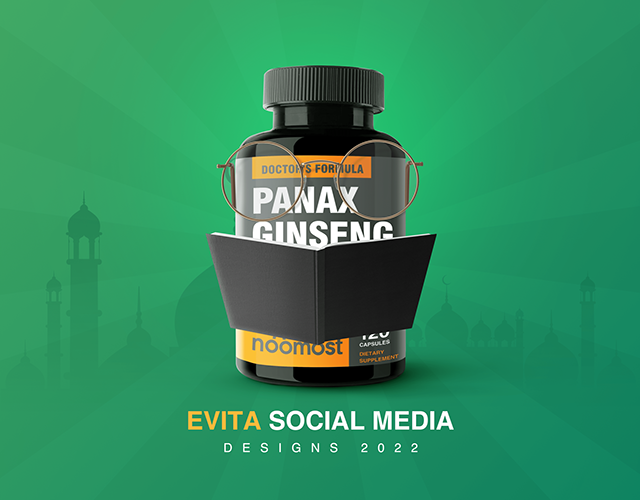 DOCTOR'S FORMULA
PANAX
GINSENG
120
CAPSULES
noomost
DIETARY
SUPPLEMENT
EVITA SOCIAL MEDIA
DESIGNS 2022